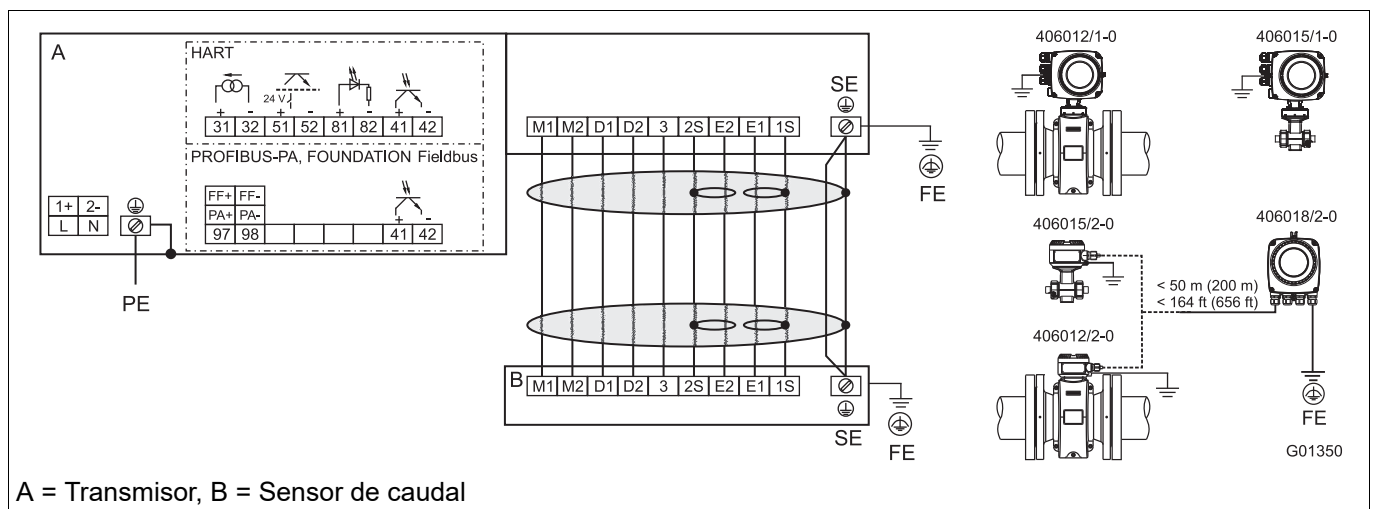 A
HART
24 V
+ - + - + - + -
31 32 51 52 81 82 41 42
PROFIBUS-PA, FOUNDATION Fieldbus
FF+ FF-
PA+ PA-
+ -
97 98 41 42
1+ 2-
L N
PE
SE
M1 M2 D1 D2 3 2S E2 E1 1S
FE
B M1 M2 D1 D2 3 2S E2 E1 1S
SE
FE
406012/1-0
406015/1-0
406015/2-0
406018/2-0
< 50 m (200 m)
< 164 ft (656 ft)
406012/2-0
FE
G01350
A = Transmisor, B = Sensor de caudal